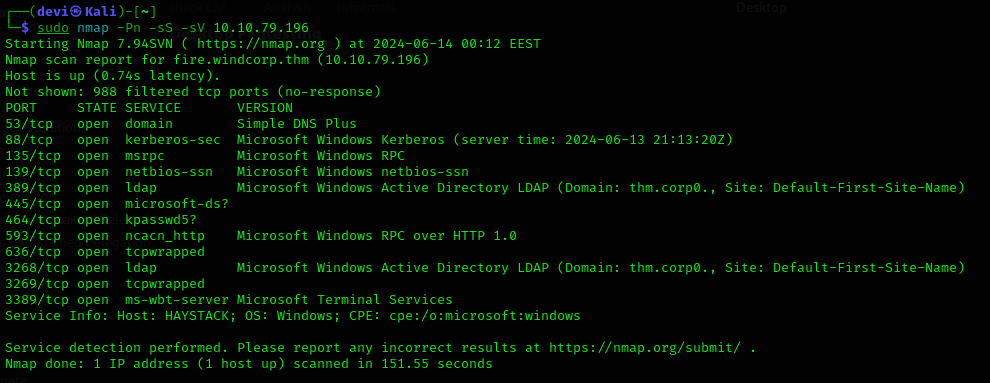 ┌──(devi㉿Kali)-[~]
└─$ sudo nmap -Pn -sS -sV 10.10.79.196
Starting Nmap 7.94SVN ( https://nmap.org ) at 2024-06-14 00:12 EEST
Nmap scan report for fire.windcorp.thm (10.10.79.196)
Host is up (0.74s latency).
Not shown: 988 filtered tcp ports (no-response)
PORT     STATE SERVICE       VERSION
53/tcp   open  domain        Simple DNS Plus
88/tcp   open  kerberos-sec  Microsoft Windows Kerberos (server time: 2024-06-13 21:13:20Z)
135/tcp  open  msrpc         Microsoft Windows RPC
139/tcp  open  netbios-ssn   Microsoft Windows netbios-ssn
389/tcp  open  ldap          Microsoft Windows Active Directory LDAP (Domain: thm.corp0., Site: Default-First-Site-Name)
445/tcp  open  microsoft-ds?
464/tcp  open  kpasswd5?
593/tcp  open  ncacn_http    Microsoft Windows RPC over HTTP 1.0
636/tcp  open  tcpwrapped
3268/tcp open  ldap          Microsoft Windows Active Directory LDAP (Domain: thm.corp0., Site: Default-First-Site-Name)
3269/tcp open  tcpwrapped
3389/tcp open  ms-wbt-server Microsoft Terminal Services
Service Info: Host: HAYSTACK; OS: Windows; CPE: cpe:/o:microsoft:windows

Service detection performed. Please report any incorrect results at https://nmap.org/submit/ .
Nmap done: 1 IP address (1 host up) scanned in 151.55 seconds
Desktop